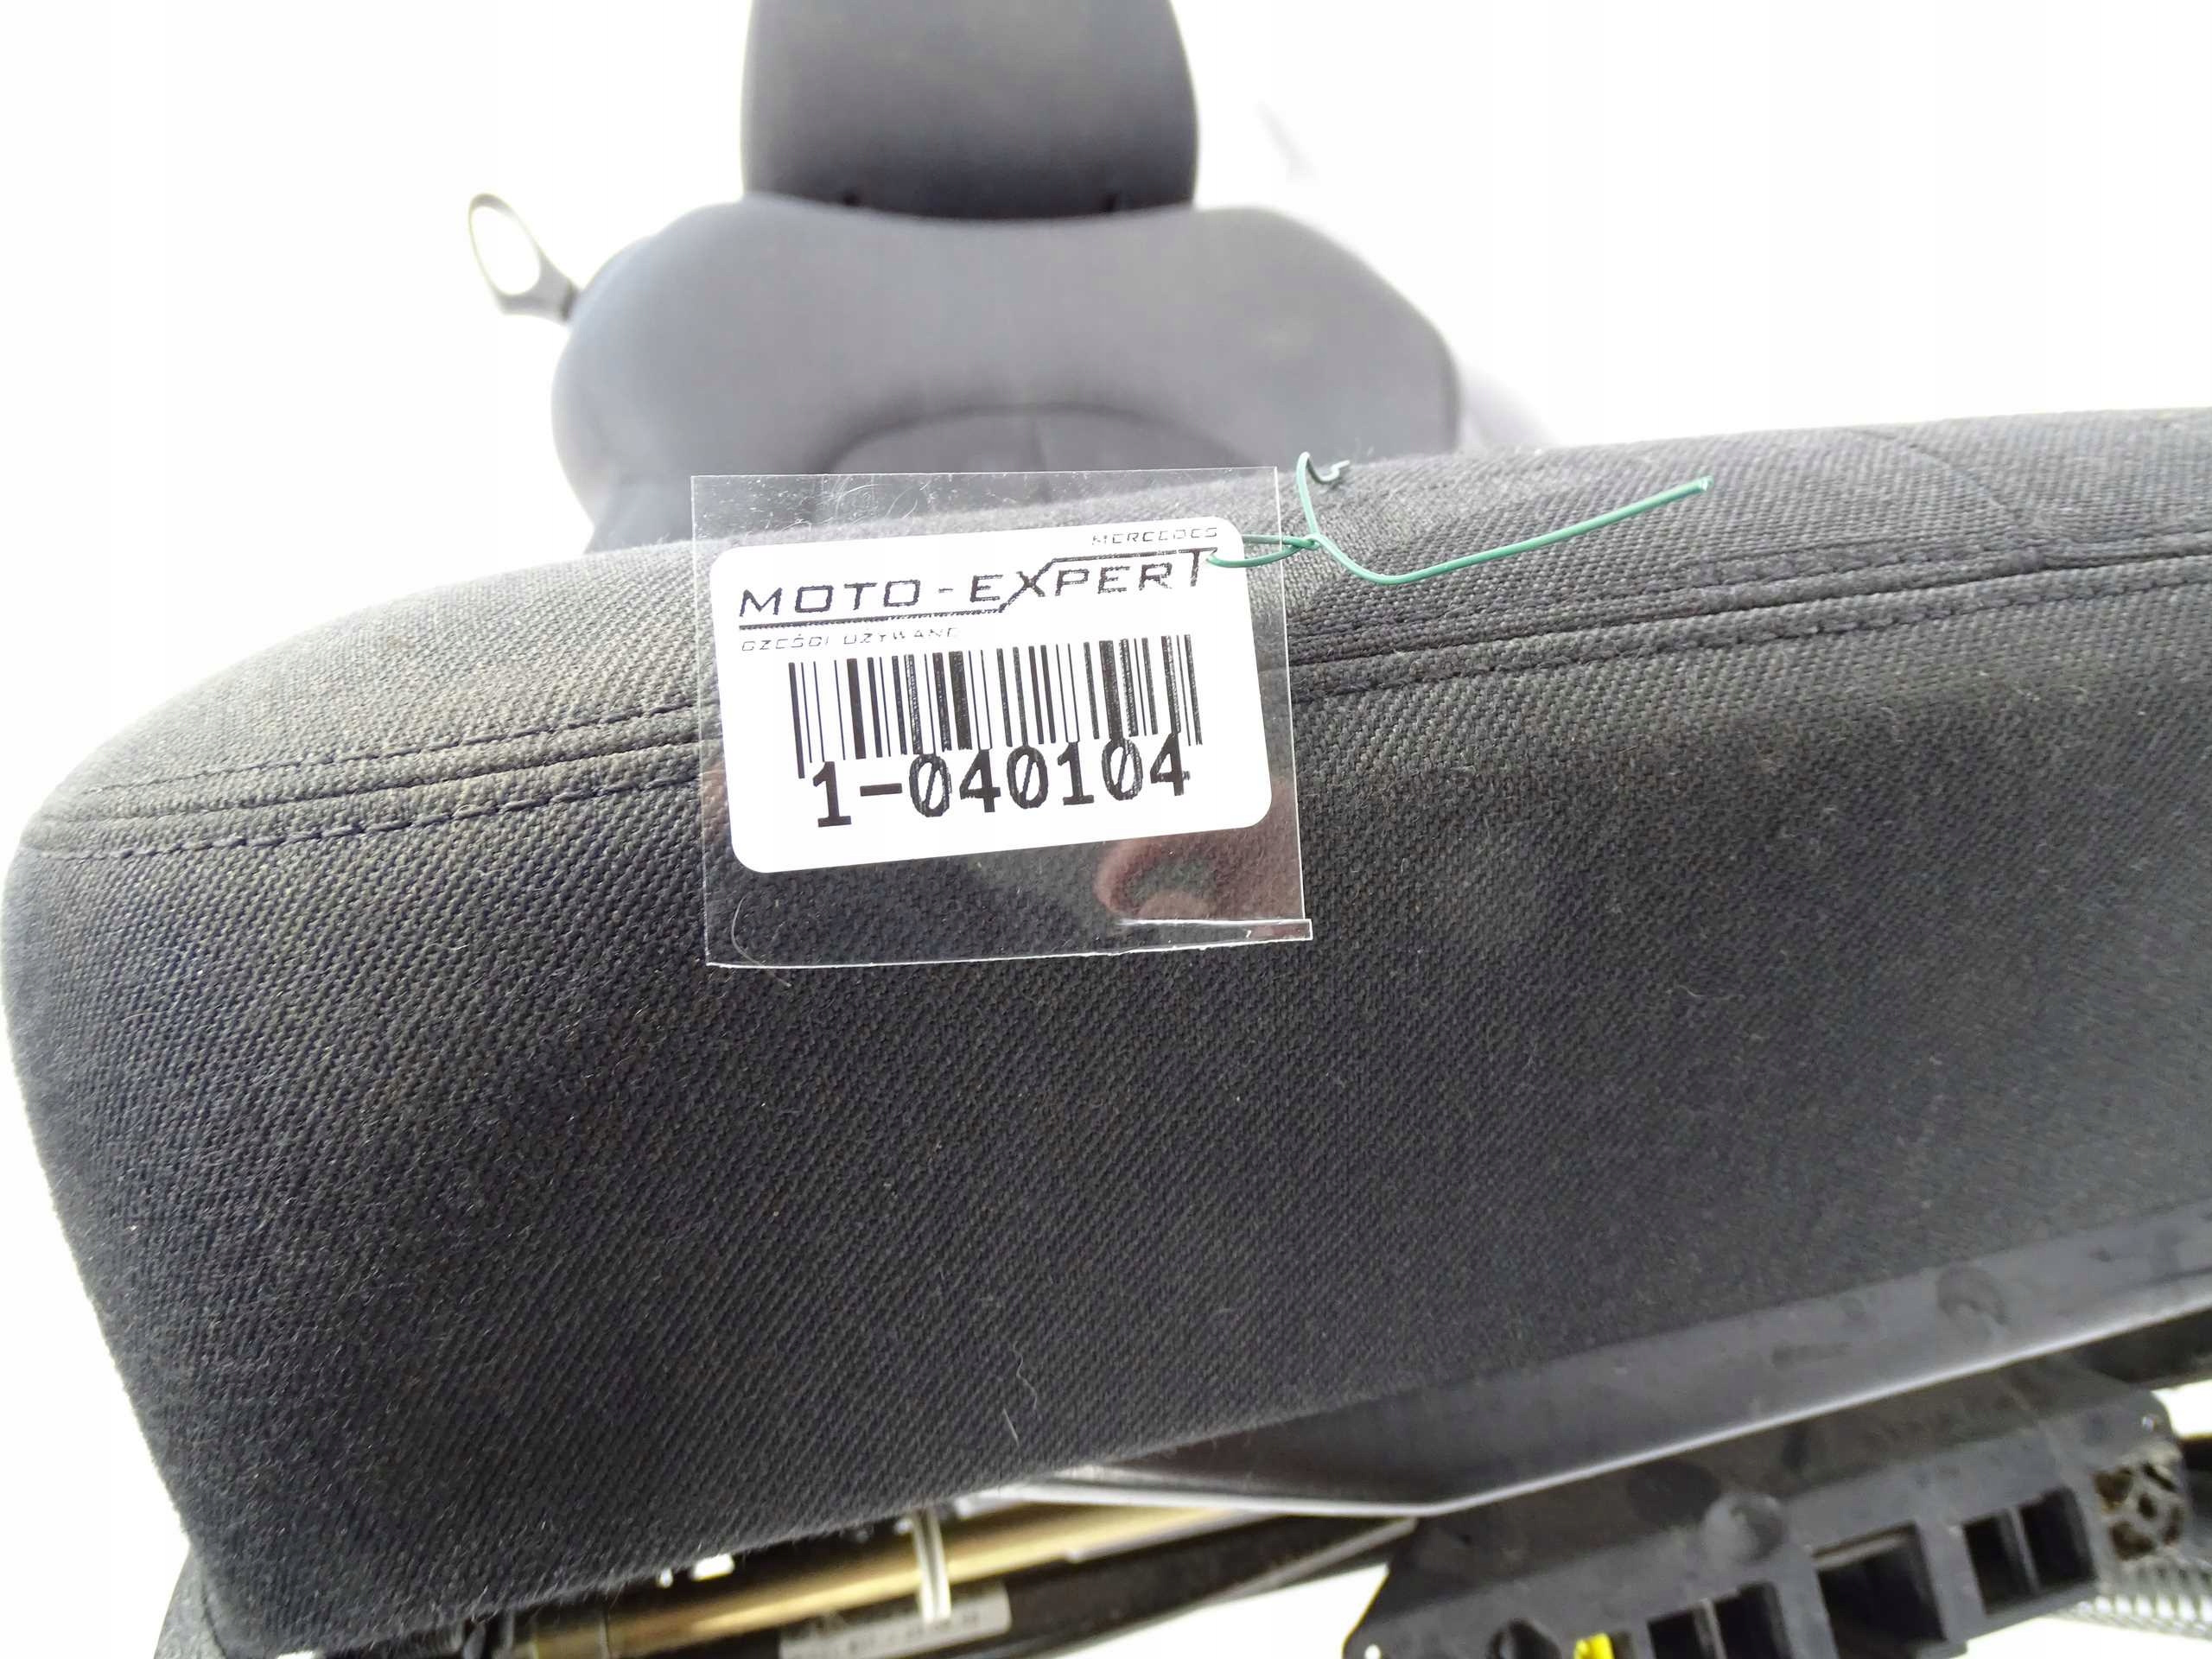 MERCEDES
MOTO-EXPERT
CZĘŚCI UŻYWANE
1-040104